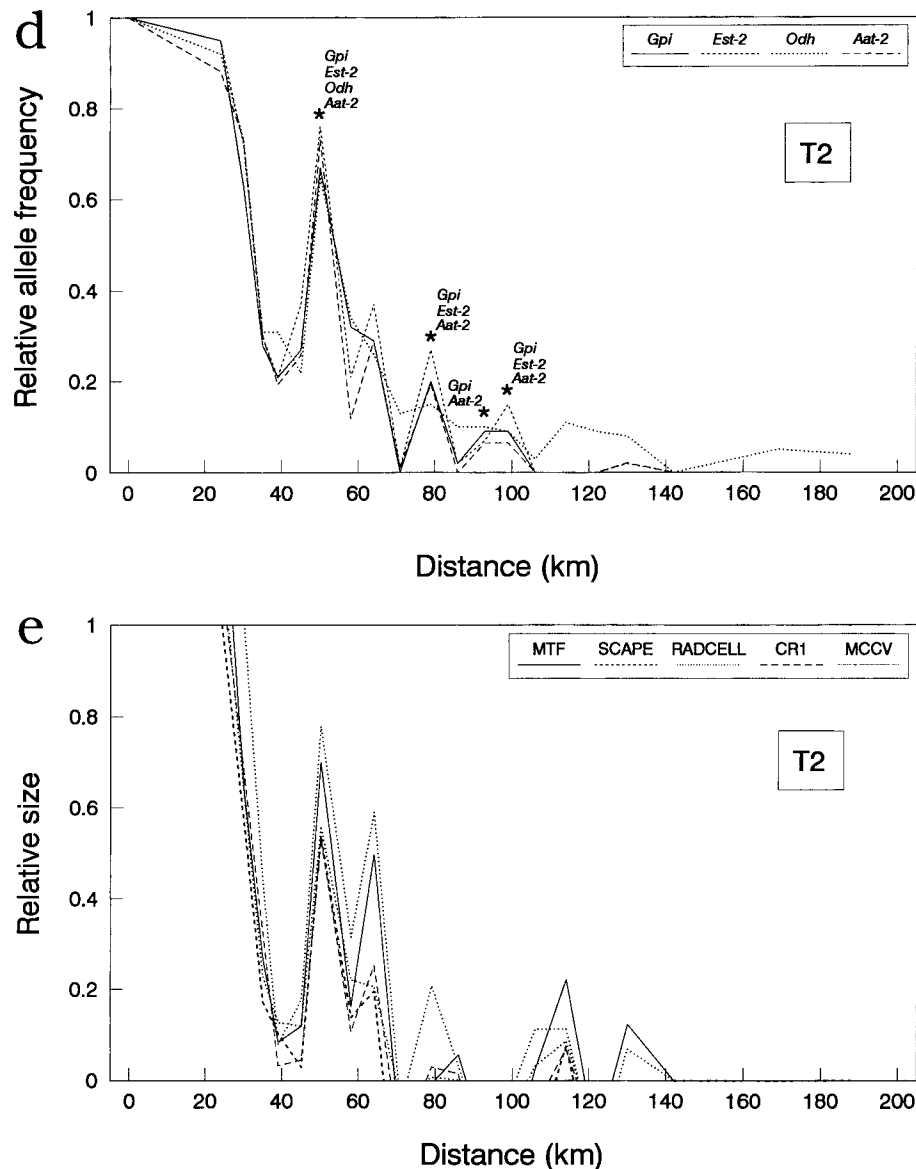 d
Gpi Est-2 Odh Aat-2
T2
Gpi
Est-2
Odh
Aat-2
*
Gpi
Est-2
Aat-2
*
Gpi
Aat-2
*
Gpi
Est-2
Aat-2
*
1
0.8
0.6
0.4
0.2
0
Relative allele frequency
0 20 40 60 80 100 120 140 160 180 200
Distance (km)
e
MTF SCAPE RADCELL CR1 MCCV
T2
1
0.8
0.6
0.4
0.2
0
Relative size
0 20 40 60 80 100 120 140 160 180 200
Distance (km)